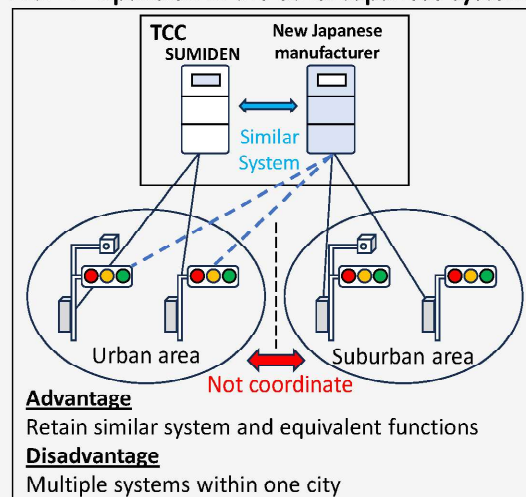 TCC
SUMIDEN
New Japanese
manufacturer
Similar
System
Urban area
Suburban area
Not coordinate
Advantage
Retain similar system and equivalent functions
Disadvantage
Multiple systems within one city